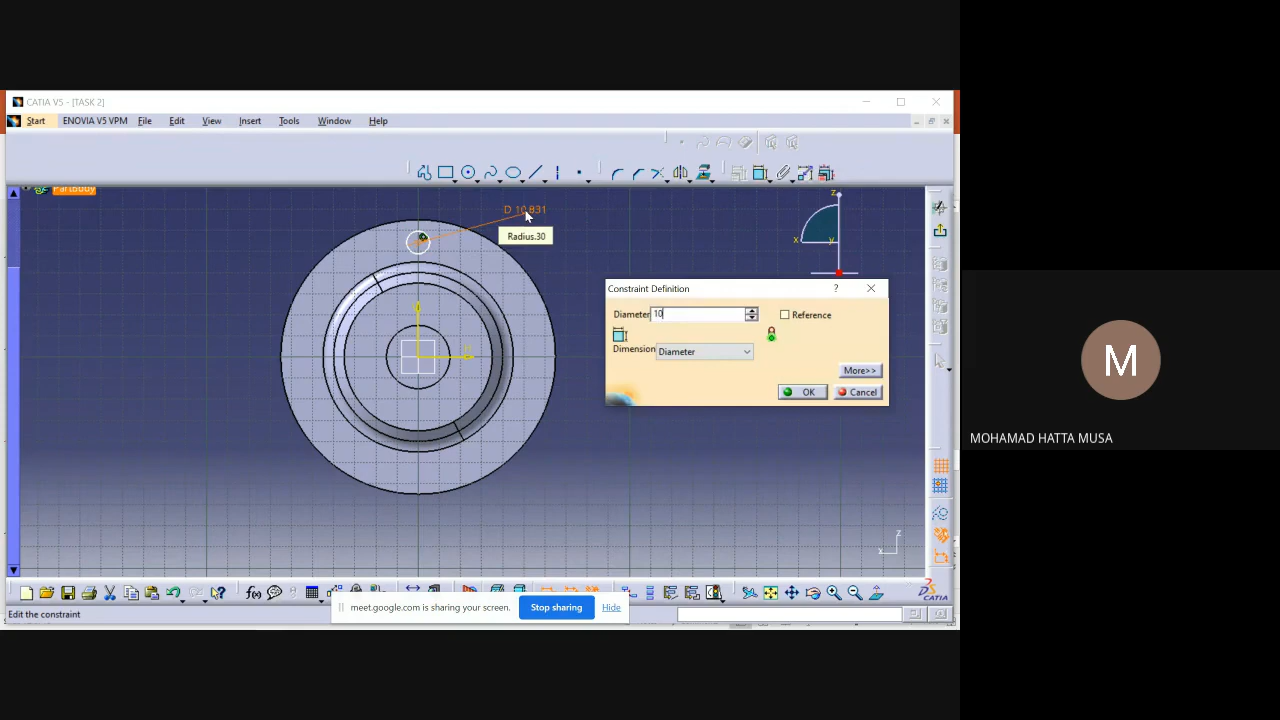 CATIA V5 - [TASK 2]
Start ENOVIA V5 VPM File Edit View Insert Tools Window Help
PartBody
D 10.831
Radius.30
z
x
y
Constraint Definition
?
Diameter 10
Reference
Dimension Diameter
More>>
OK Cancel
H
MOHAMAD HATTA MUSA
M
z
x
f(x)
CATIA
meet.google.com is sharing your screen. Stop sharing Hide
Edit the constraint